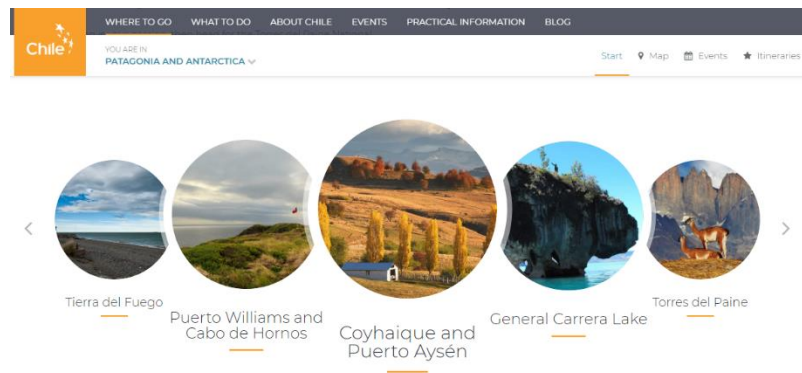 WHERE TO GO WHAT TO DO ABOUT CHILE EVENTS PRACTICAL INFORMATION BLOG
Chile
YOU ARE IN
PATAGONIA AND ANTARCTICA
Start Map Events Itineraries
Tierra del Fuego
Puerto Williams and
Cabo de Hornos
Coyhaique and
Puerto Aysén
General Carrera Lake
Torres del Paine